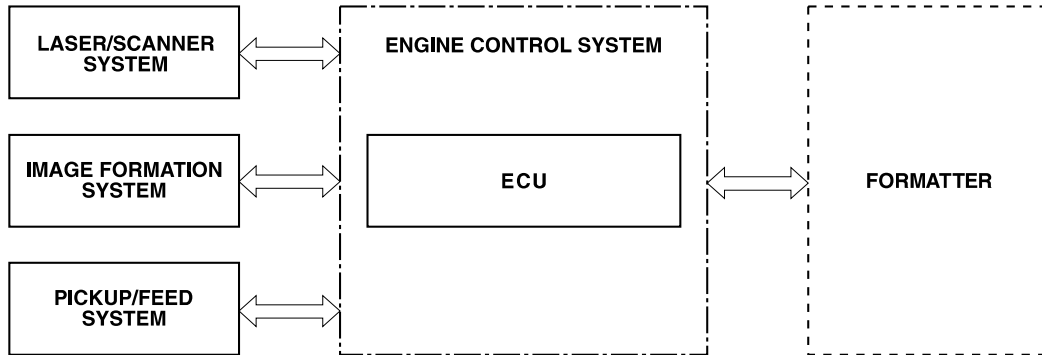 LASER/SCANNER
SYSTEM
ENGINE CONTROL SYSTEM
IMAGE FORMATION
SYSTEM
ECU
FORMATTER
PICKUP/FEED
SYSTEM